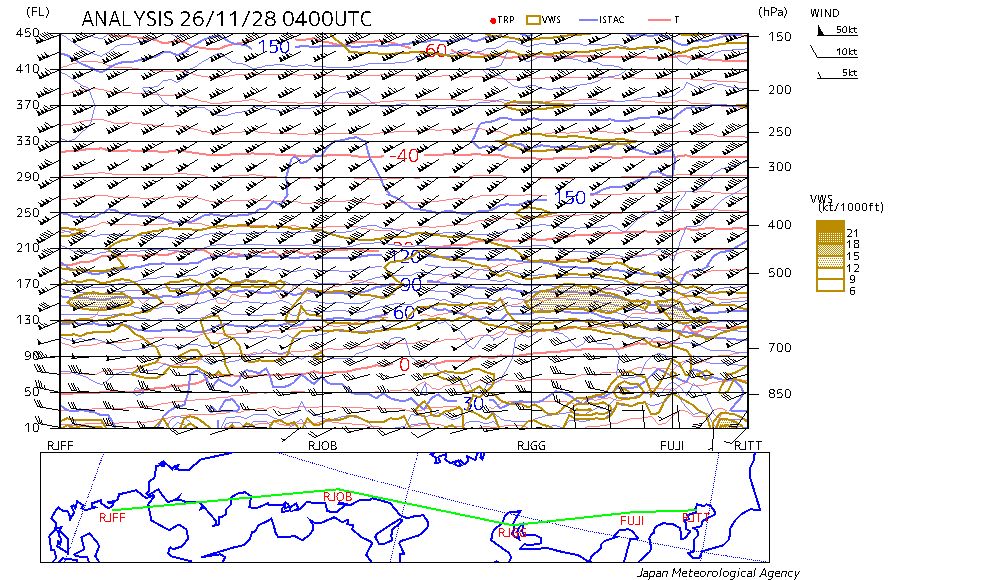 (FL) ANALYSIS 26/11/28 0400UTC TRP VWS ISTAC T (hPa) WIND
450 150 60 150 50kt
410 10kt
5kt
370 200
330 250
-40
290 300
150
250 VWS
(kt/1000ft)
400
210 120 21
18
170 90 500 15
12
60 9
130 6
90 0 700
50 30 850
10
RJFF RJOB RJGG FUJI RJTT
RJOB
RJFF FUJI RJTT
RJGG
Japan Meteorological Agency